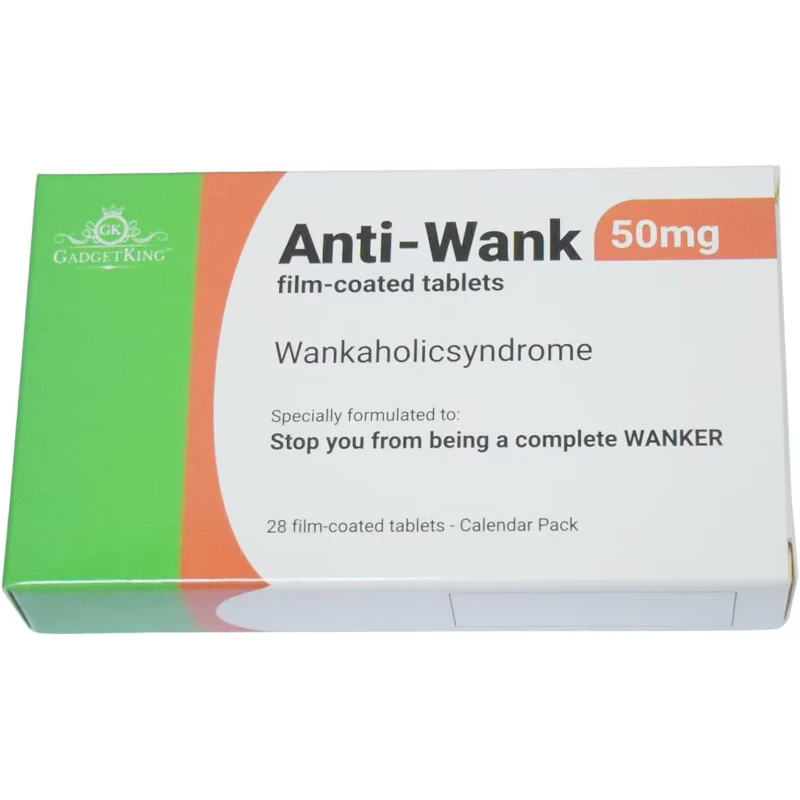 GK
GADGETKING™
Anti-Wank 50mg
film-coated tablets
Wankaholicsyndrome
Specially formulated to:
Stop you from being a complete WANKER
28 film-coated tablets - Calendar Pack